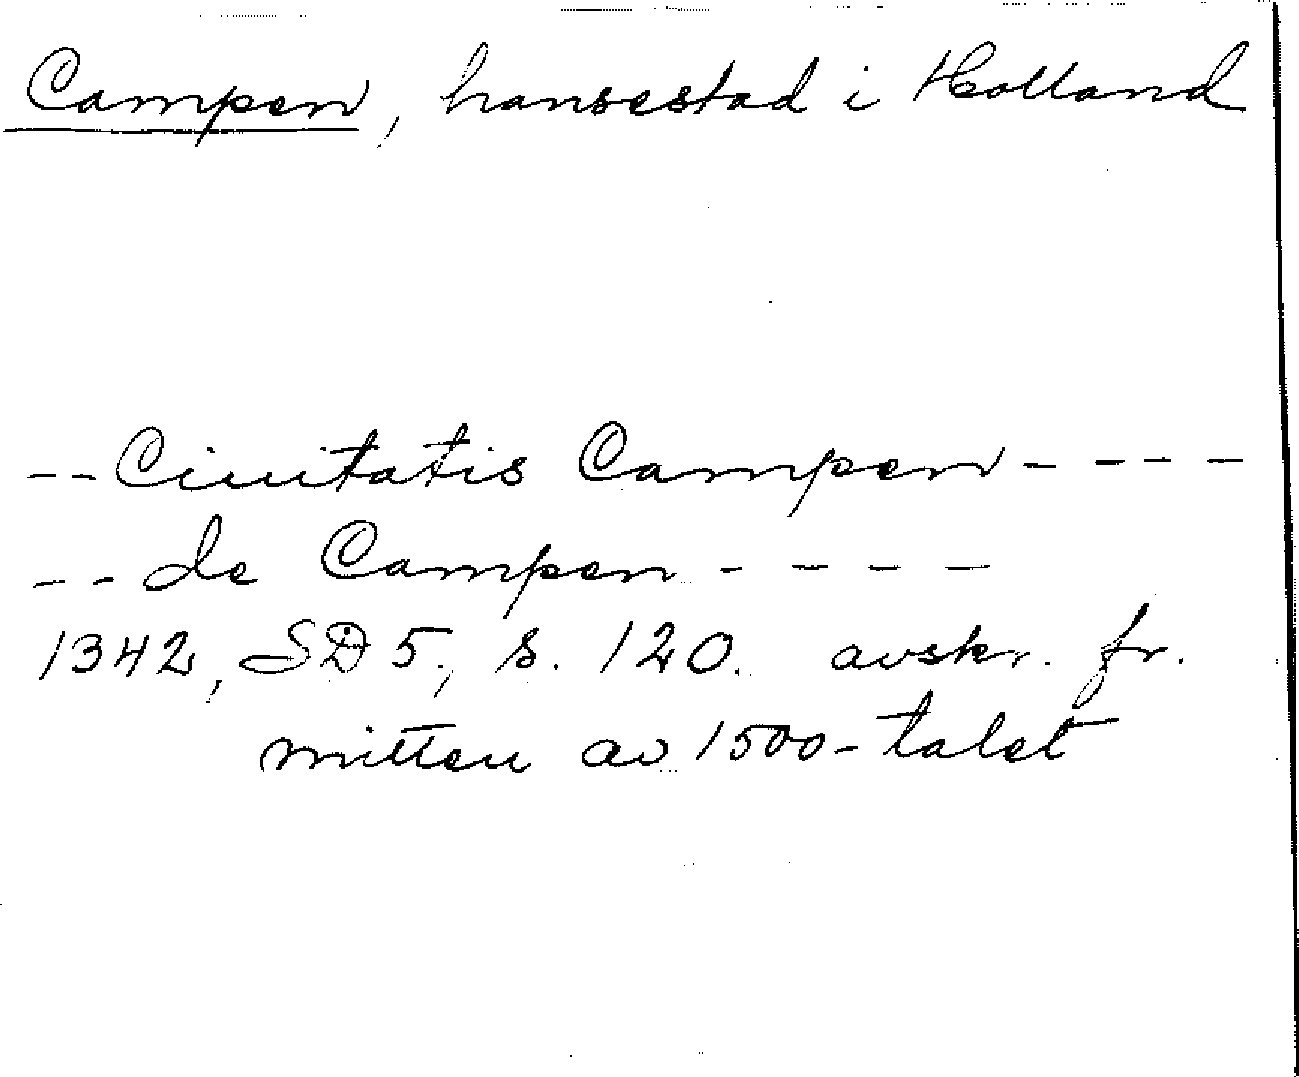 Campen, hansestad i Holland
-- Ciuitatis Campen - - - -
-- de Campen - - - -
1342, SD 5, s. 120. avskr. fr.
mitten av 1500-talet